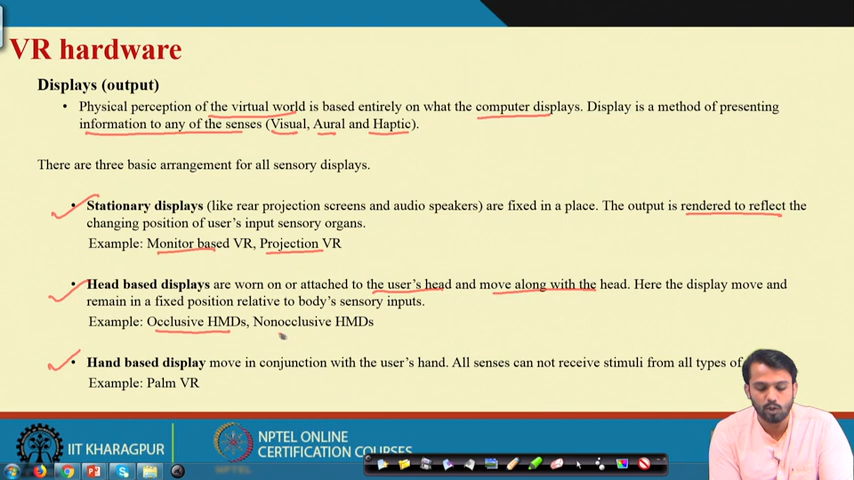 VR hardware
Displays (output)
• Physical perception of the virtual world is based entirely on what the computer displays. Display is a method of presenting
information to any of the senses (Visual, Aural and Haptic).
There are three basic arrangement for all sensory displays.
• Stationary displays (like rear projection screens and audio speakers) are fixed in a place. The output is rendered to reflect the
changing position of user's input sensory organs.
Example: Monitor based VR, Projection VR
• Head based displays are worn on or attached to the user's head and move along with the head. Here the display move and
remain in a fixed position relative to body's sensory inputs.
Example: Occlusive HMDs, Nonocclusive HMDs
• Hand based display move in conjunction with the user's hand. All senses can not receive stimuli from all types of
Example: Palm VR
IIT KHARAGPUR
NPTEL ONLINE
CERTIFICATION COURSES
NPTEL